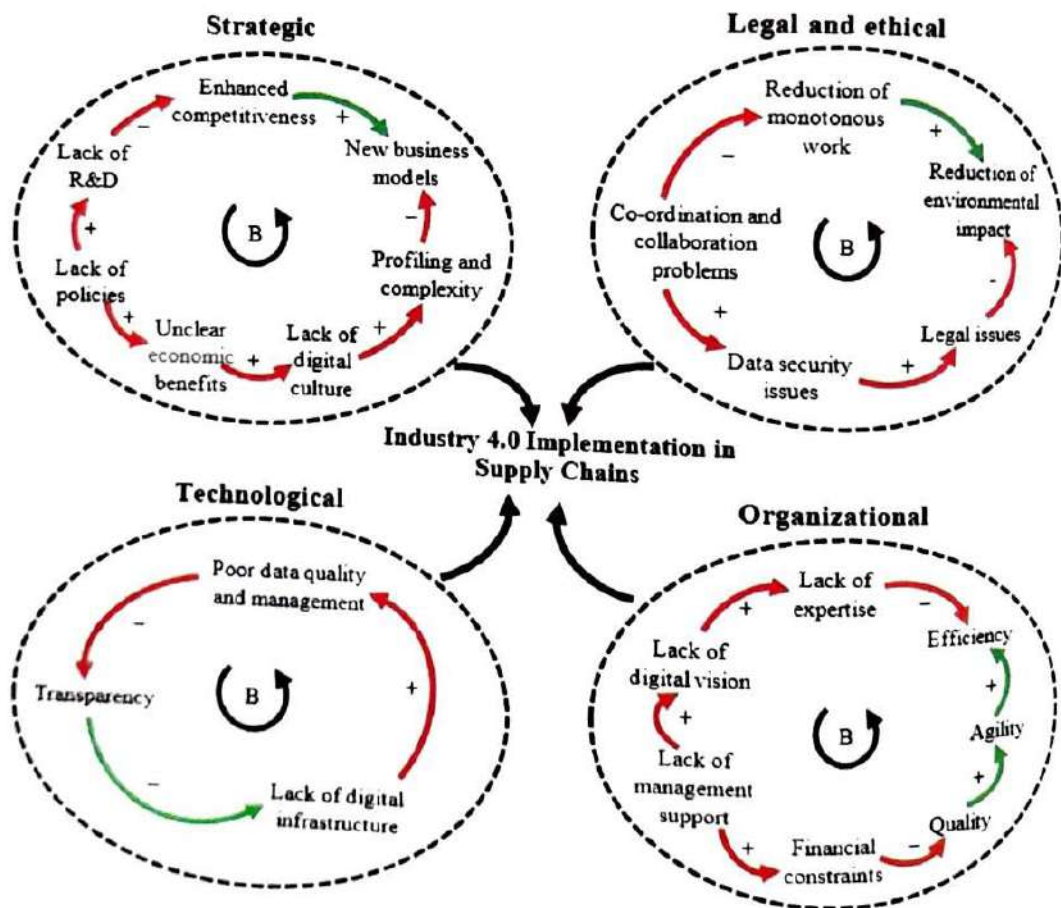 Strategic
Enhanced
competitiveness
+
New business
models
-
Profiling and
complexity
+
Lack of
digital
culture
+
Unclear
economic
benefits
+
Lack of
policies
+
Lack of
R&D
–
B
Legal and ethical
Reduction of
monotonous
work
+
Reduction of
environmental
impact
-
Legal issues
+
Data security
issues
+
Co-ordination and
collaboration
problems
–
B
Industry 4.0 Implementation in
Supply Chains
Technological
Poor data quality
and management
–
Transparency
–
Lack of digital
infrastructure
+
B
Organizational
Lack of
expertise
–
Efficiency
+
Agility
+
Quality
–
Financial
constraints
+
Lack of
management
support
+
Lack of
digital vision
+
B